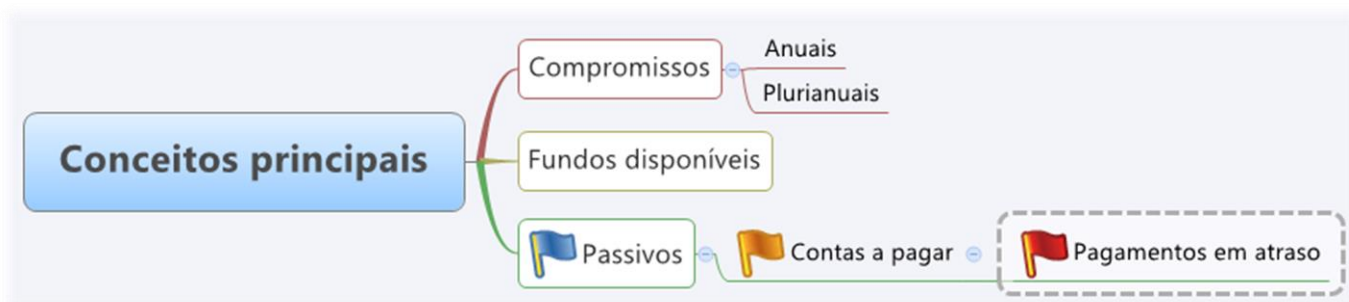 Conceitos principais
Compromissos
Anuais
Plurianuais
Fundos disponíveis
Passivos
Contas a pagar
Pagamentos em atraso